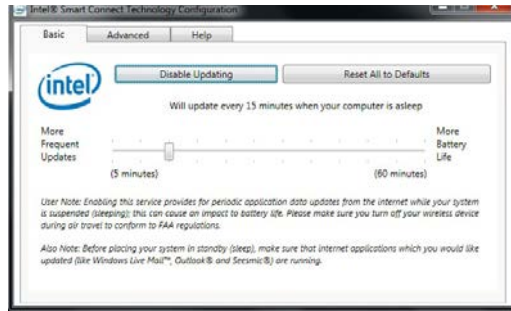 Intel® Smart Connect Technology Configuration
Basic Advanced Help
intel
Disable Updating Reset All to Defaults
Will update every 15 minutes when your computer is asleep
More
Frequent
Updates
More
Battery
Life
(5 minutes) (60 minutes)
User Note: Enabling this service provides for periodic application data updates from the internet while your system
is suspended (sleeping); this can cause an impact to battery life. Please make sure you turn off your wireless device
during air travel to conform to FAA regulations.
Also Note: Before placing your system in standby (sleep), make sure that internet applications which you would like
updated (like Windows Live Mail™, Outlook® and Seesmic®) are running.